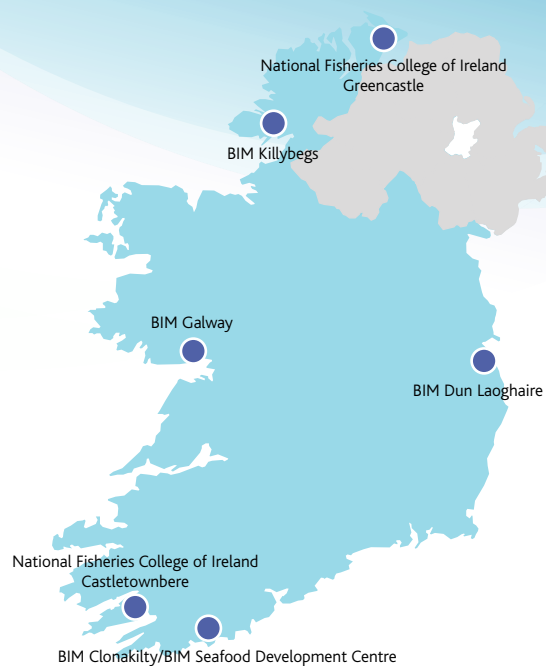 National Fisheries College of Ireland
Greencastle
BIM Killybegs
BIM Galway
BIM Dun Laoghaire
National Fisheries College of Ireland
Castletownbere
BIM Clonakilty/BIM Seafood Development Centre